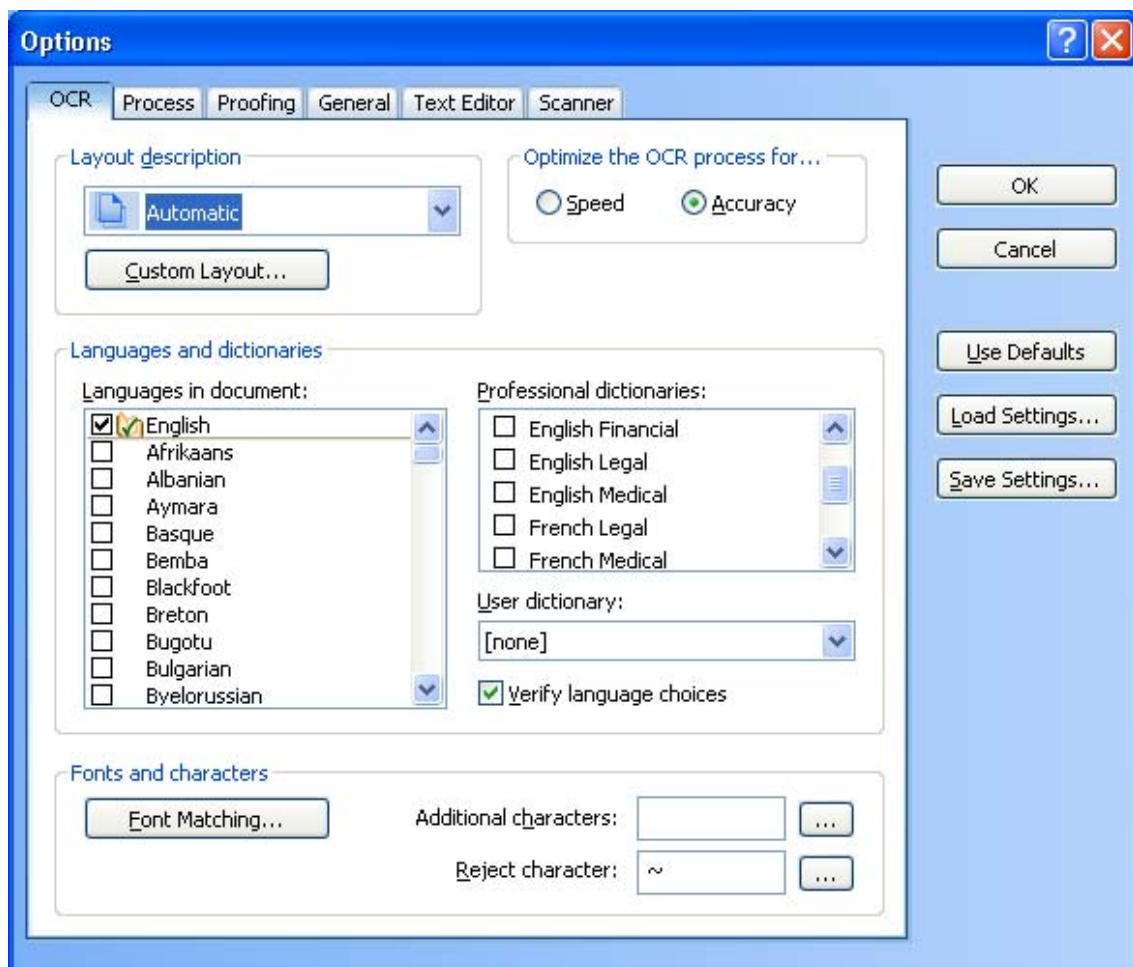 Options
OCR Process Proofing General Text Editor Scanner
Layout description
Automatic
Custom Layout...
Optimize the OCR process for...
Speed Accuracy
OK
Cancel
Use Defaults
Load Settings...
Save Settings...
Languages and dictionaries
Languages in document:
English
Afrikaans
Albanian
Aymara
Basque
Bemba
Blackfoot
Breton
Bugotu
Bulgarian
Byelorussian
Professional dictionaries:
English Financial
English Legal
English Medical
French Legal
French Medical
User dictionary:
[none]
Verify language choices
Fonts and characters
Font Matching...
Additional characters: ...
Reject character: ~ ...